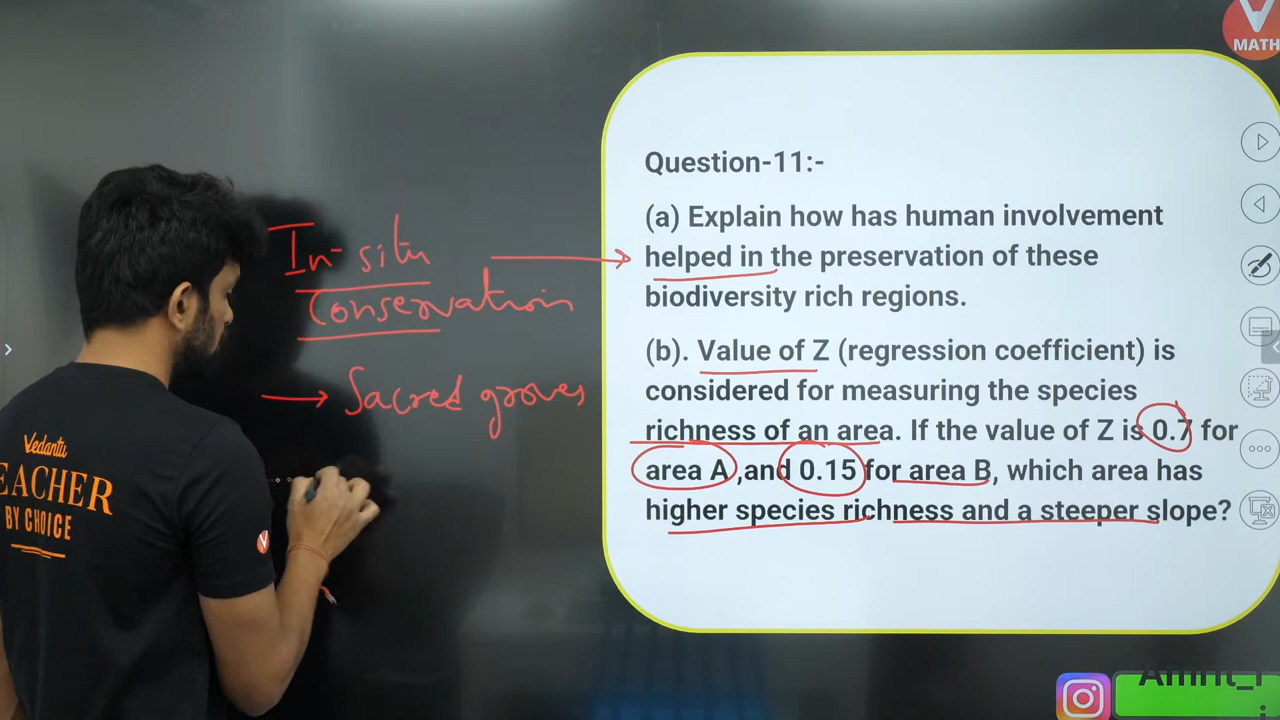 MATH
In-situ
Conservation
→ Sacred groves
Question-11:-
(a) Explain how has human involvement
helped in the preservation of these
biodiversity rich regions.
(b). Value of Z (regression coefficient) is
considered for measuring the species
richness of an area. If the value of Z is 0.7 for
area A ,and 0.15 for area B, which area has
higher species richness and a steeper slope?
Vedantu
EACHER
BY CHOICE